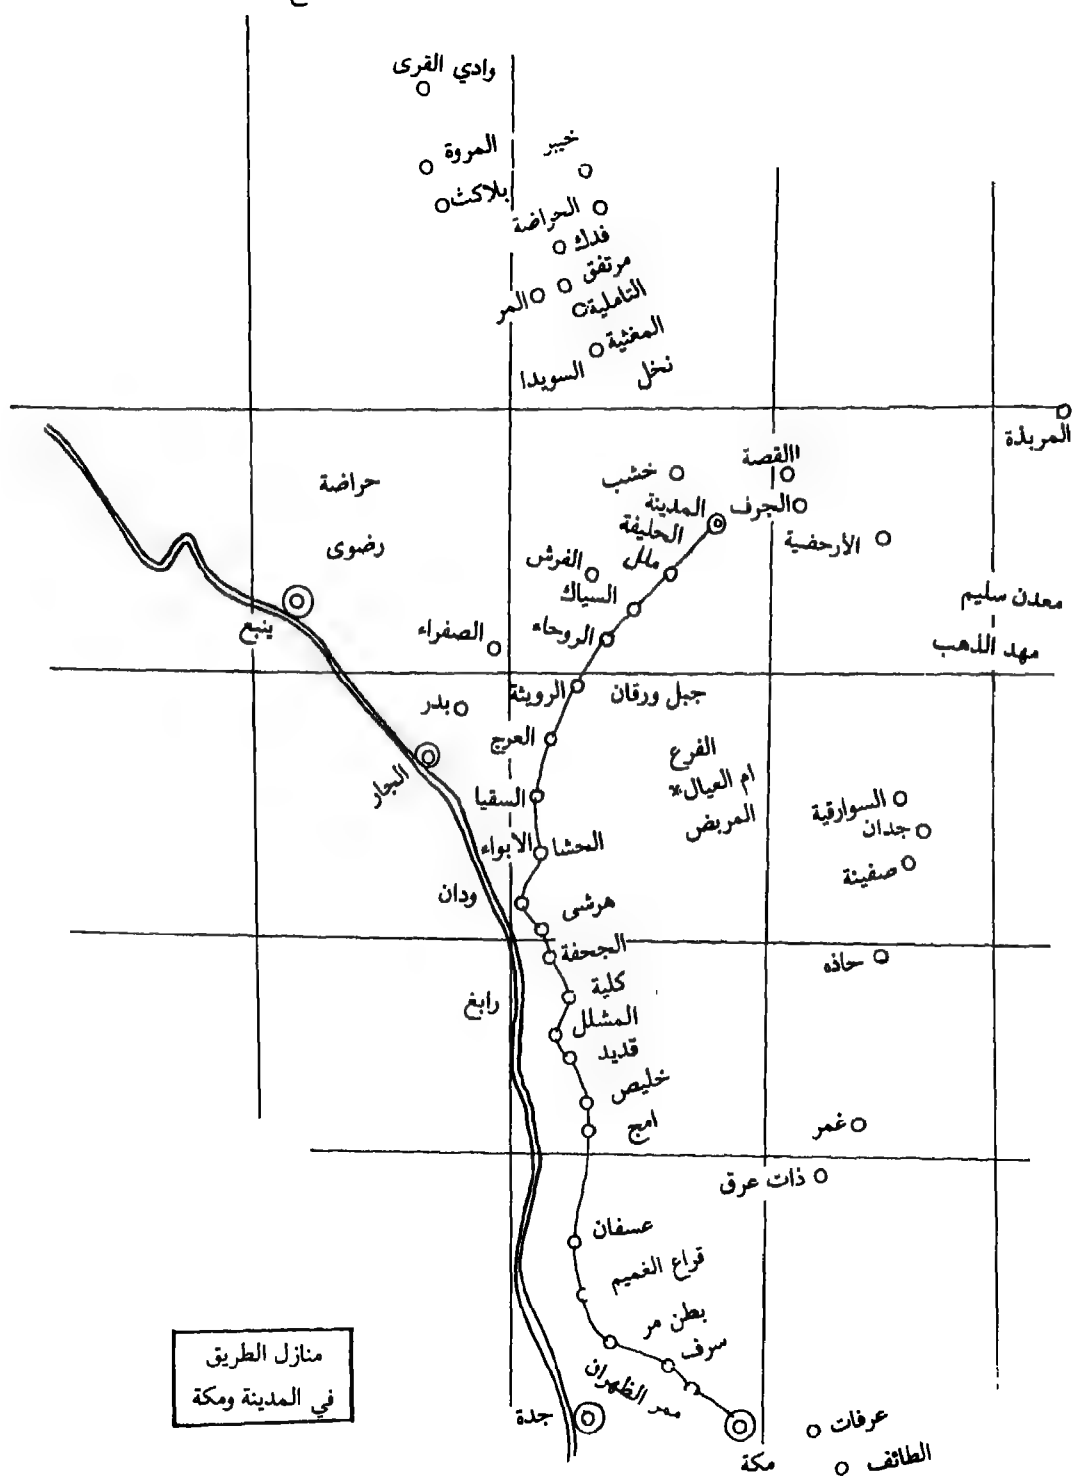 وادي القرى
خيبر
المروة
بلاكث
الحراضة
فدك
مرتفق
المر
التاملية
المغثية
السويدا
نخل
المربذة
االقصة
خشب
حراضة
المدينة
الجرف
الحليفة
الأرحضية
رضوى
الفرش
ملل
السياك
معدن سليم
ينبع
الصفراء
الروحاء
مهد الذهب
الرويثة
جبل ورقان
بدر
العرج
الفرع
ام العيال*
البجار
السقيا
السوارقية
المربض
جدان
الابواء
الحشا
صفينة
ودان
هرشى
الجحفة
حاذه
كلية
رابغ
المشلل
قديد
خليص
امج
غمر
ذات عرق
عسفان
قراع الغميم
بطن مر
سرف
منازل الطريق
في المدينة ومكة
ممر الظهران
جدة
عرفات
مكة
الطائف